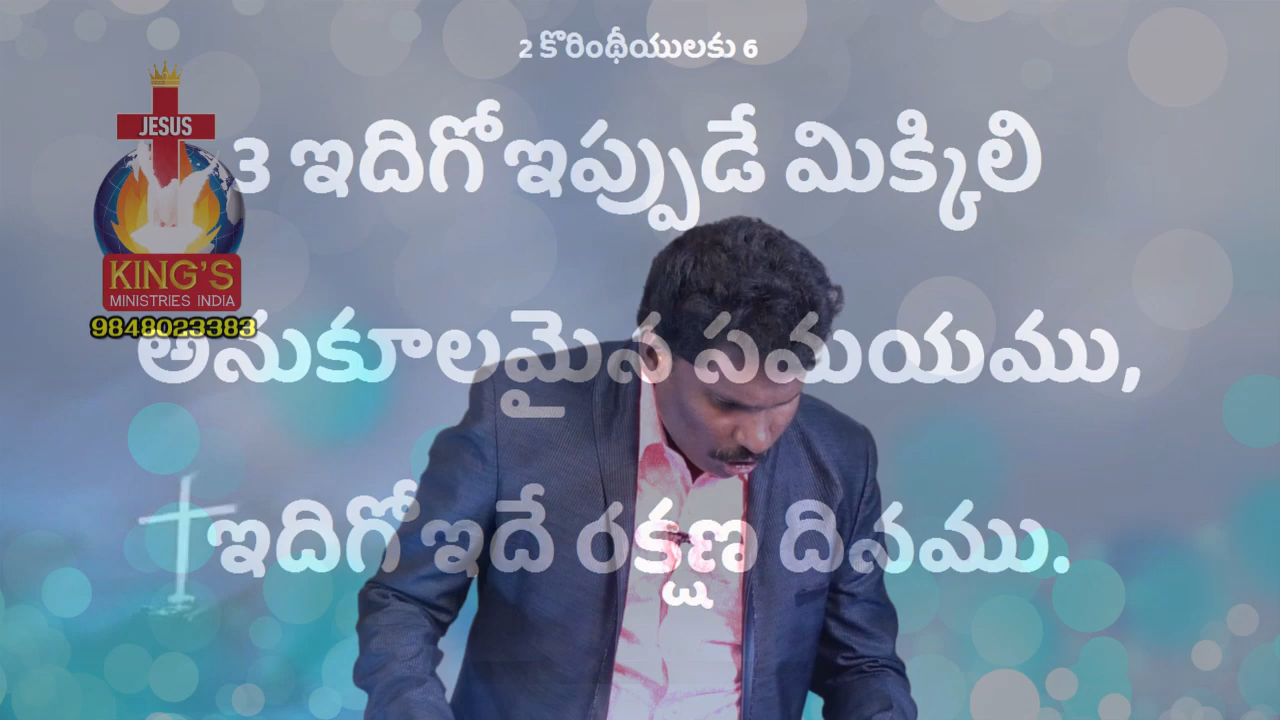 2 కొరింథీయులకు 6
JESUS
3 ఇదిగో ఇప్పుడే మిక్కిలి
KING'S
MINISTRIES INDIA
9848023383
అనుకూలమైన సమయము,
ఇదిగో ఇదే రక్షణ దినము.